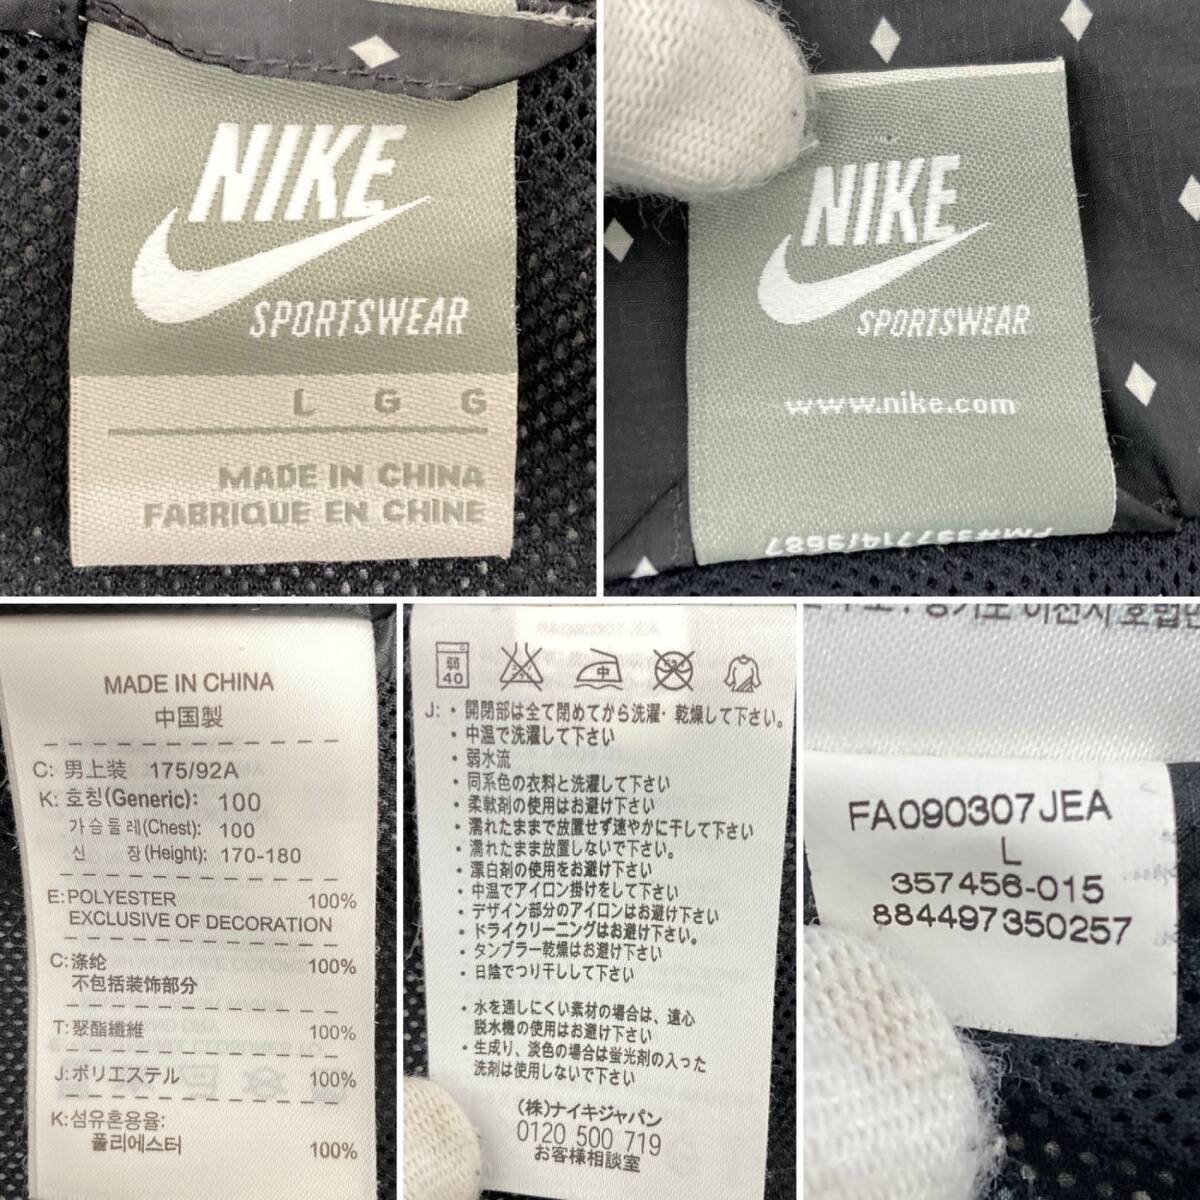 NIKE
SPORTSWEAR
L G G
MADE IN CHINA
FABRIQUE EN CHINE
NIKE
SPORTSWEAR
www.nike.com
MADE IN CHINA
中国製
C: 男上装 175/92A
K: 호칭(Generic): 100
가슴둘레(Chest): 100
신 장(Height): 170-180
E: POLYESTER 100%
EXCLUSIVE OF DECORATION
C: 涤纶 100%
不包括装饰部分
T: 聚酯纖維 100%
J: ポリエステル 100%
K: 섬유혼용율:
폴리에스터 100%
弱
40
中
J: ・開閉部は全て閉めてから洗濯・乾燥して下さい。
・中温で洗濯して下さい
・弱水流
・同系色の衣料と洗濯して下さい
・柔軟剤の使用はお避け下さい
・濡れたままで放置せず速やかに干して下さい
・濡れたまま放置しないで下さい。
・漂白剤の使用をお避け下さい
・中温でアイロン掛けをして下さい
・デザイン部分のアイロンはお避け下さい
・ドライクリーニングはお避け下さい。
・タンブラー乾燥はお避け下さい
・日陰でつり干しして下さい
・水を通しにくい素材の場合は、遠心
脱水機の使用はお避け下さい
・生成り、淡色の場合は蛍光剤の入った
洗剤は使用しないで下さい
(株)ナイキジャパン
0120 500 719
お客様相談室
FA090307JEA
L
357456-015
884497350257